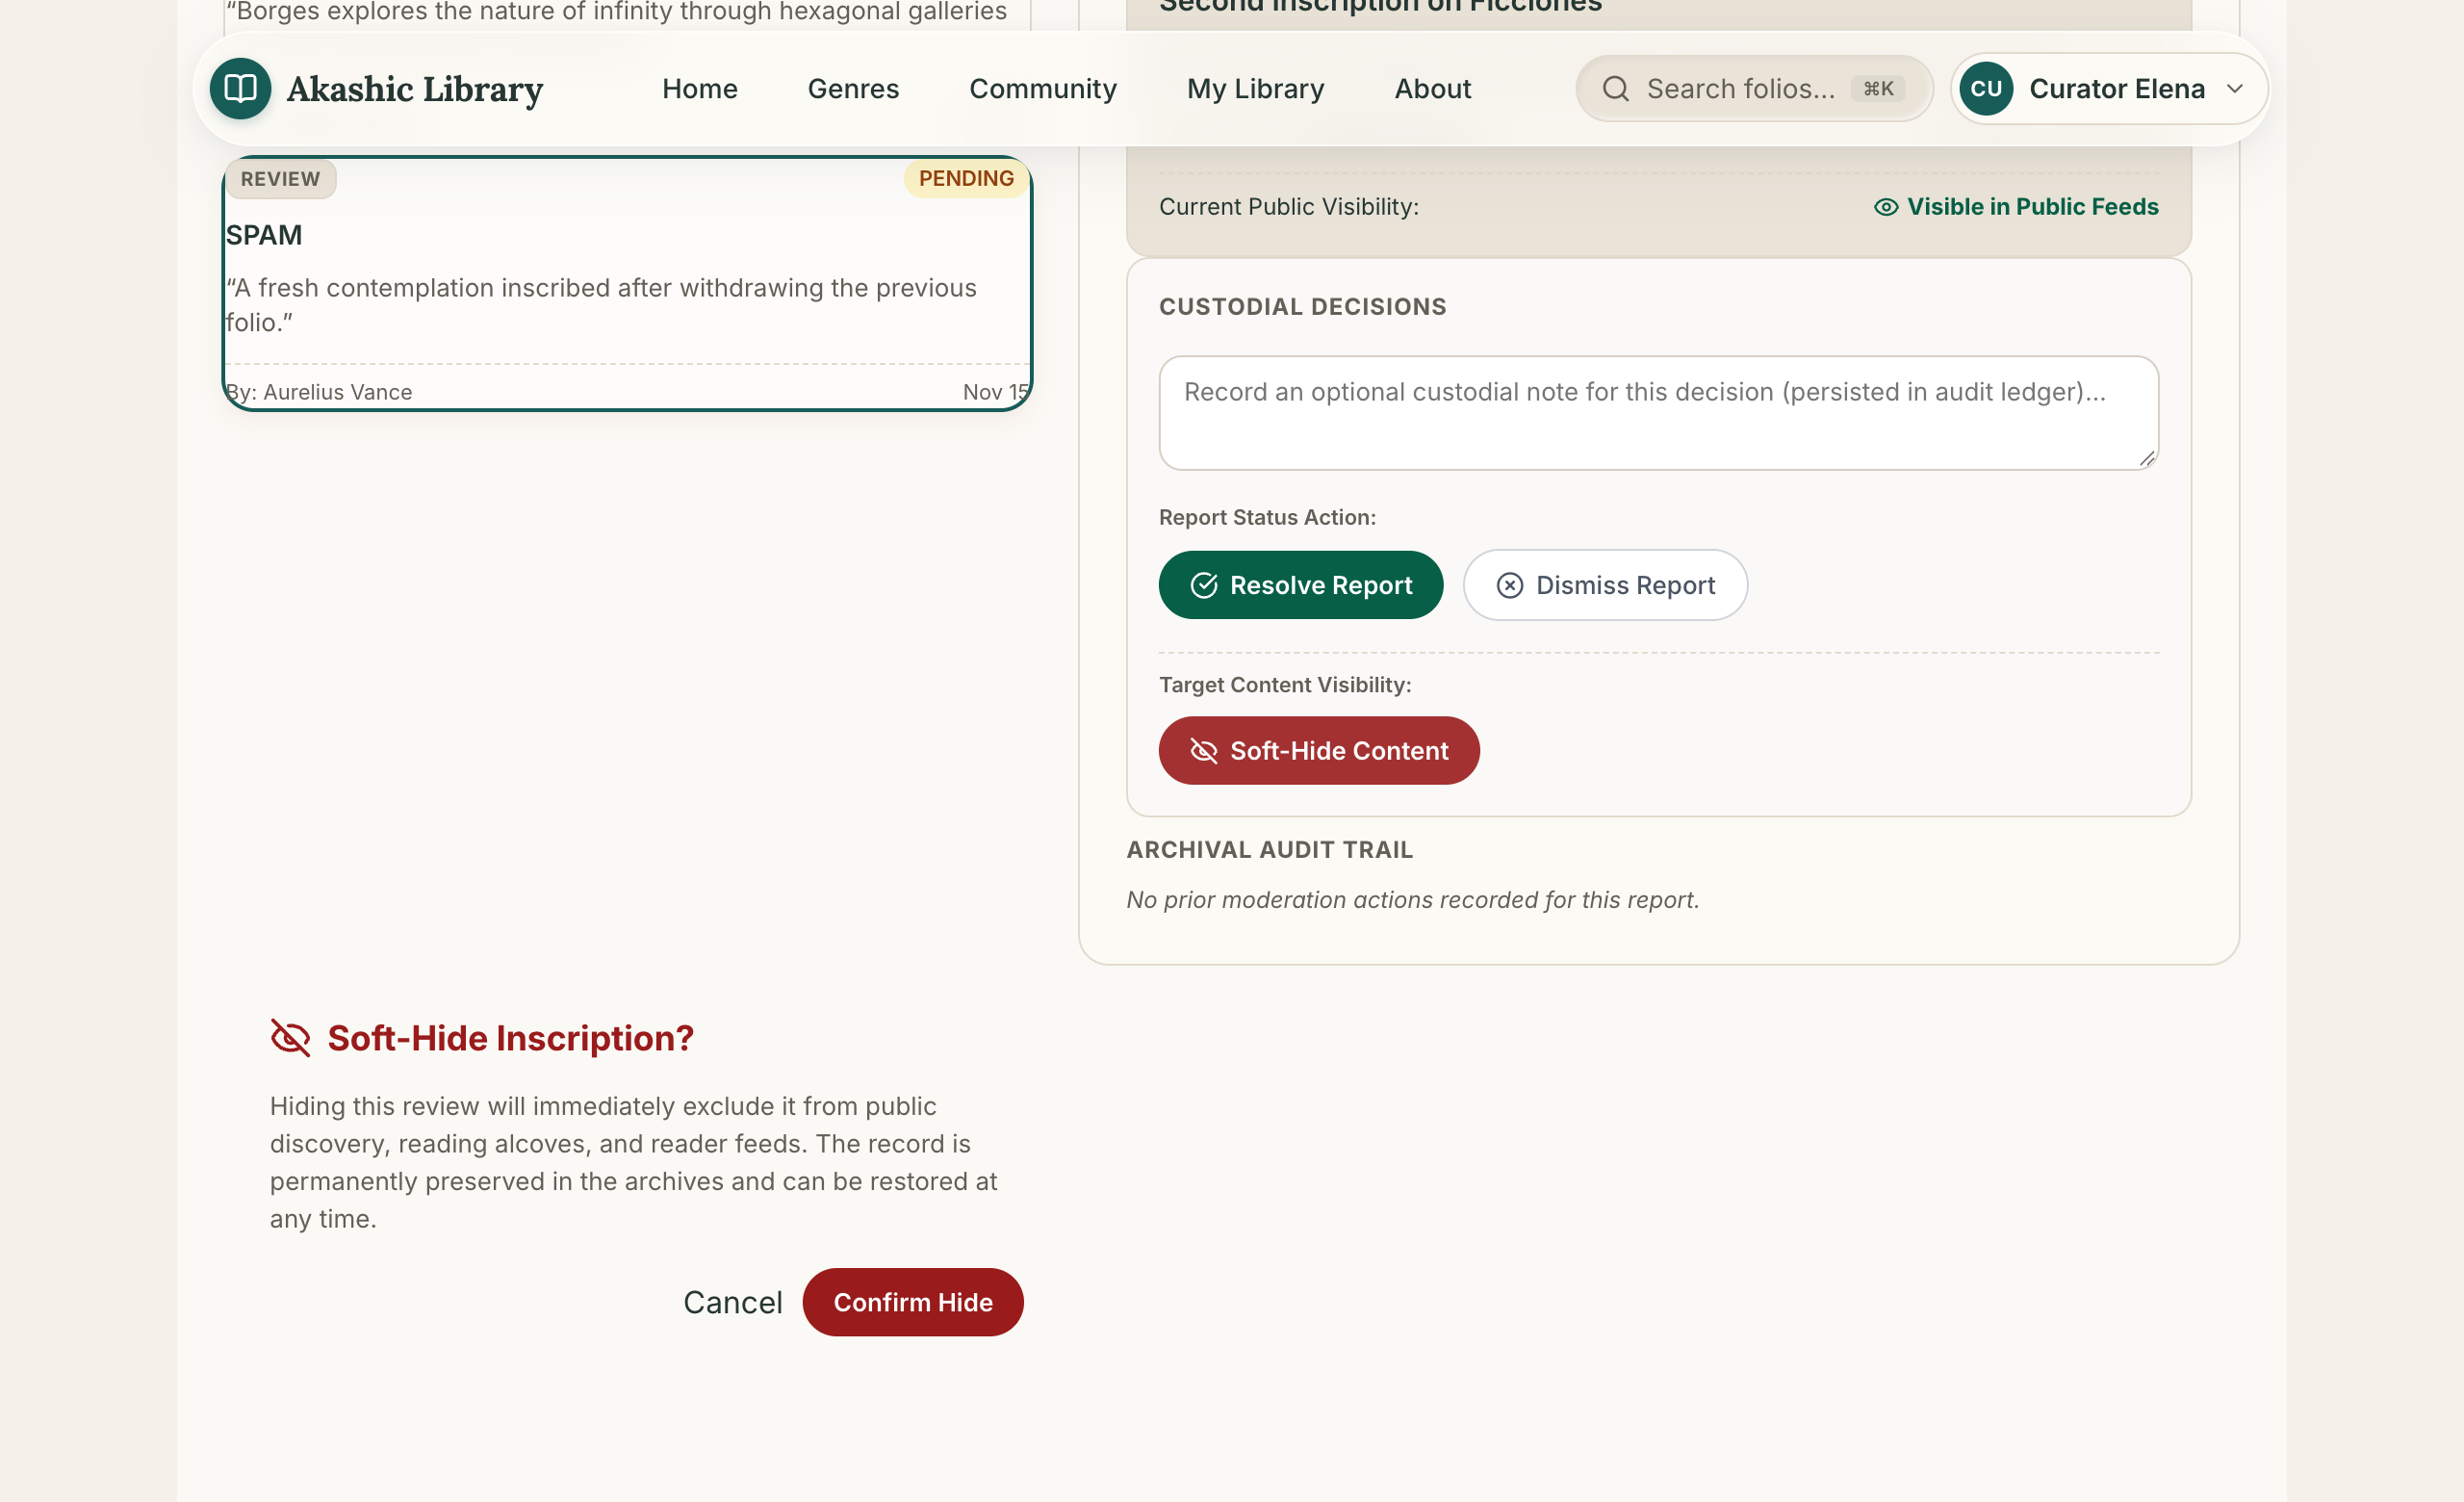 “Borges explores the nature of infinity through hexagonal galleries
Second Inscription on Ficciones
Akashic Library
Home
Genres
Community
My Library
About
Search folios...
⌘K
CU
Curator Elena
REVIEW
PENDING
SPAM
“A fresh contemplation inscribed after withdrawing the previous
folio.”
By: Aurelius Vance
Nov 15
Current Public Visibility:
Visible in Public Feeds
CUSTODIAL DECISIONS
Record an optional custodial note for this decision (persisted in audit ledger)...
Report Status Action:
Resolve Report
Dismiss Report
Target Content Visibility:
Soft-Hide Content
ARCHIVAL AUDIT TRAIL
No prior moderation actions recorded for this report.
Soft-Hide Inscription?
Hiding this review will immediately exclude it from public
discovery, reading alcoves, and reader feeds. The record is
permanently preserved in the archives and can be restored at
any time.
Cancel
Confirm Hide